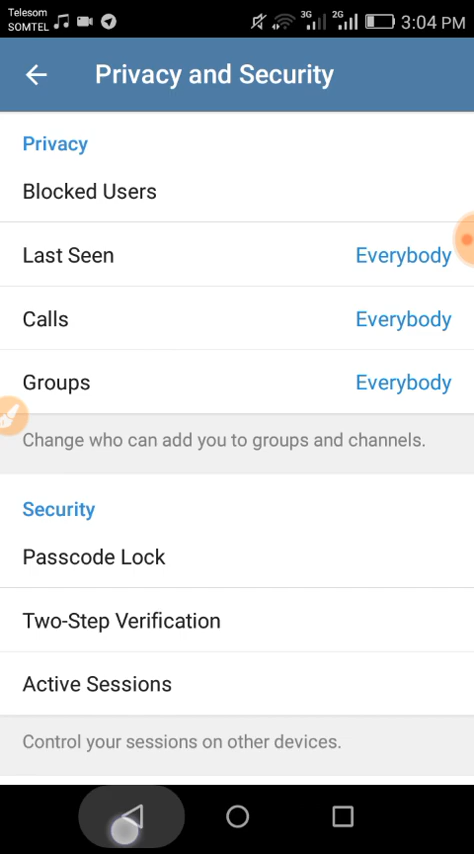 Telesom
SOMTEL
3G 2G 3:04 PM
Privacy and Security
Privacy
Blocked Users
Last Seen Everybody
Calls Everybody
Groups Everybody
Change who can add you to groups and channels.
Security
Passcode Lock
Two-Step Verification
Active Sessions
Control your sessions on other devices.